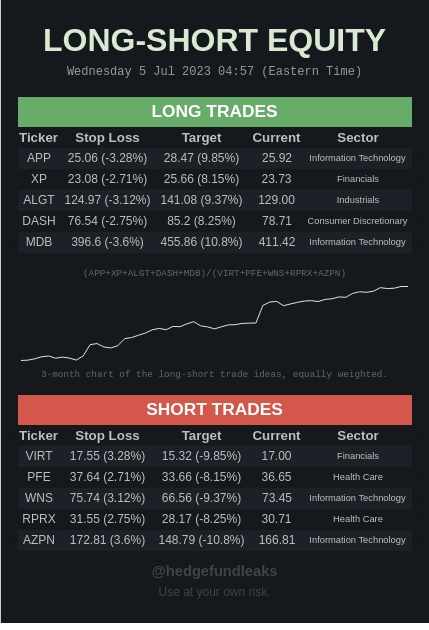 LONG-SHORT EQUITY
Wednesday 5 Jul 2023 04:57 (Eastern Time)
LONG TRADES
Ticker Stop Loss Target Current Sector
APP 25.06 (-3.28%) 28.47 (9.85%) 25.92 Information Technology
XP 23.08 (-2.71%) 25.66 (8.15%) 23.73 Financials
ALGT 124.97 (-3.12%) 141.08 (9.37%) 129.00 Industrials
DASH 76.54 (-2.75%) 85.2 (8.25%) 78.71 Consumer Discretionary
MDB 396.6 (-3.6%) 455.86 (10.8%) 411.42 Information Technology
(APP+XP+ALGT+DASH+MDB)/(VIRT+PFE+WNS+RPRX+AZPN)
3-month chart of the long-short trade ideas, equally weighted.
SHORT TRADES
Ticker Stop Loss Target Current Sector
VIRT 17.55 (3.28%) 15.32 (-9.85%) 17.00 Financials
PFE 37.64 (2.71%) 33.66 (-8.15%) 36.65 Health Care
WNS 75.74 (3.12%) 66.56 (-9.37%) 73.45 Information Technology
RPRX 31.55 (2.75%) 28.17 (-8.25%) 30.71 Health Care
AZPN 172.81 (3.6%) 148.79 (-10.8%) 166.81 Information Technology
@hedgefundleaks
Use at your own risk.